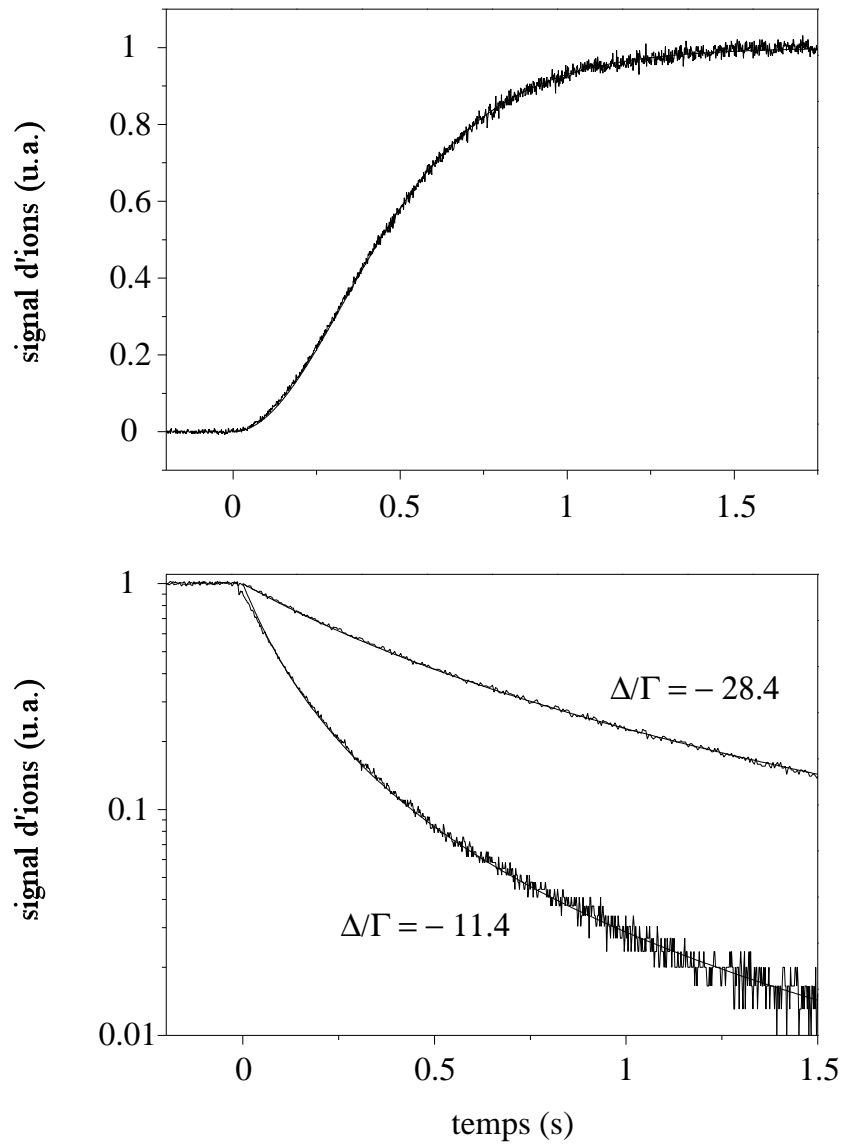 1
0.8
0.6
0.4
0.2
0
signal d'ions (u.a.)
0 0.5 1 1.5
1
0.1
0.01
signal d'ions (u.a.)
Δ/Γ = − 28.4
Δ/Γ = − 11.4
0 0.5 1 1.5
temps (s)